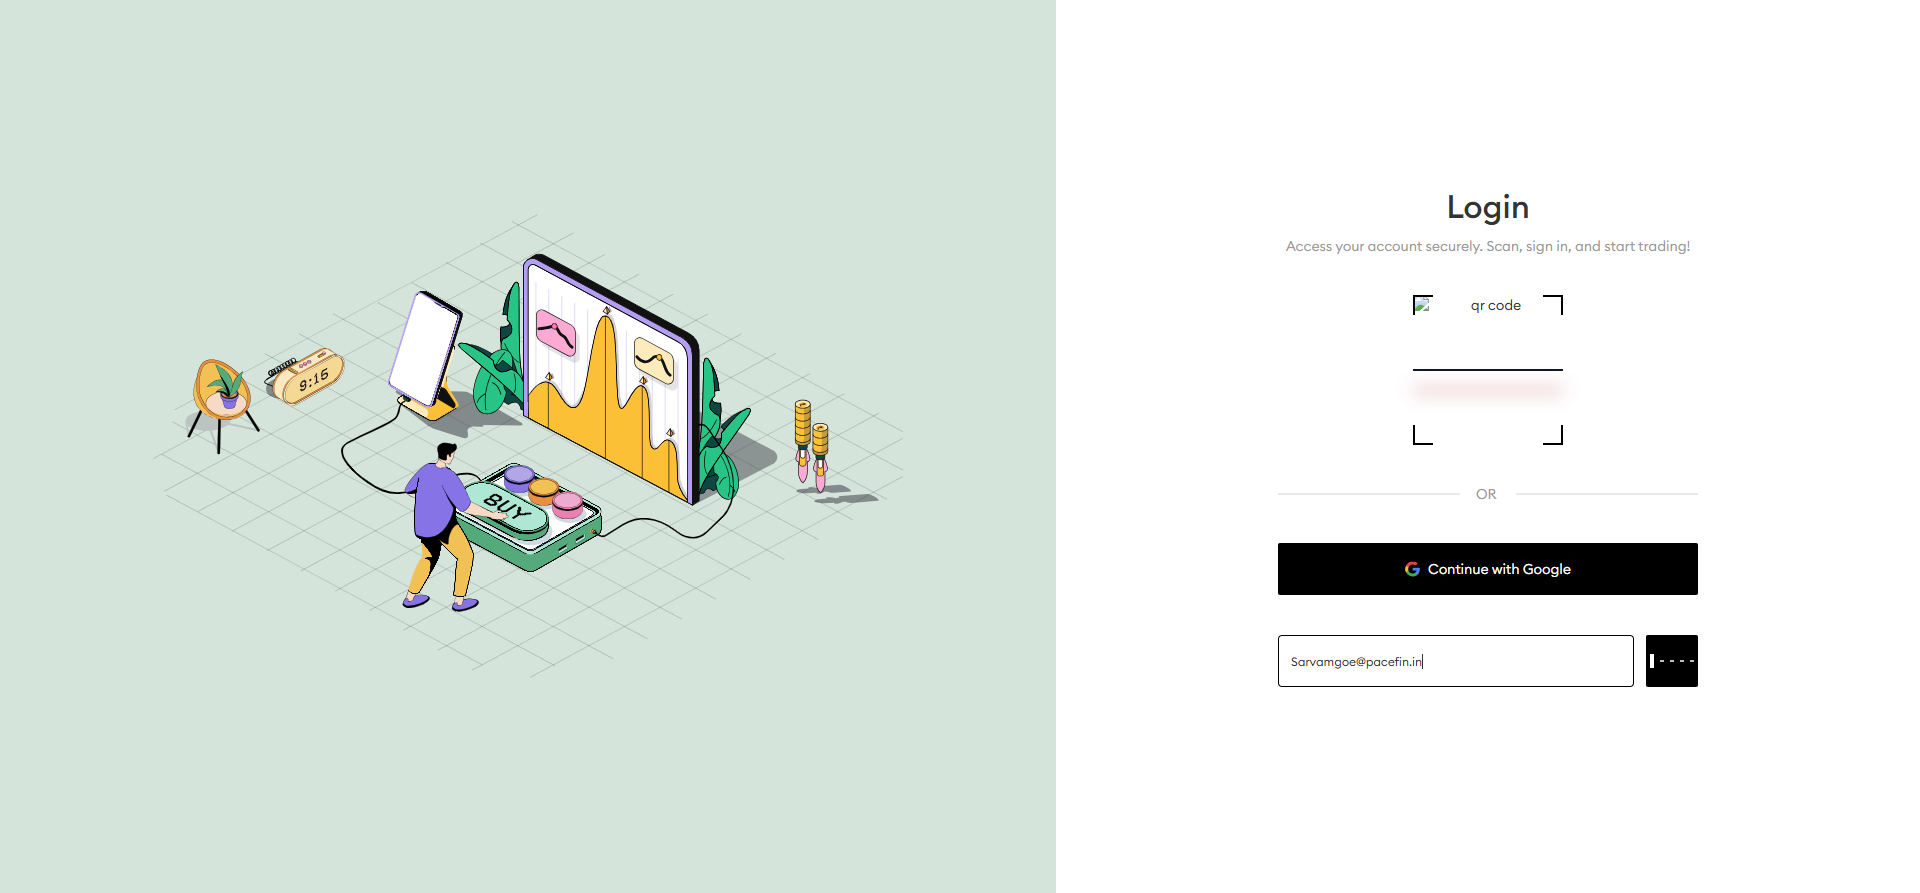 9:15
BUY
Login
Access your account securely. Scan, sign in, and start trading!
qr code
OR
Continue with Google
Sarvamgoe@pacefin.in